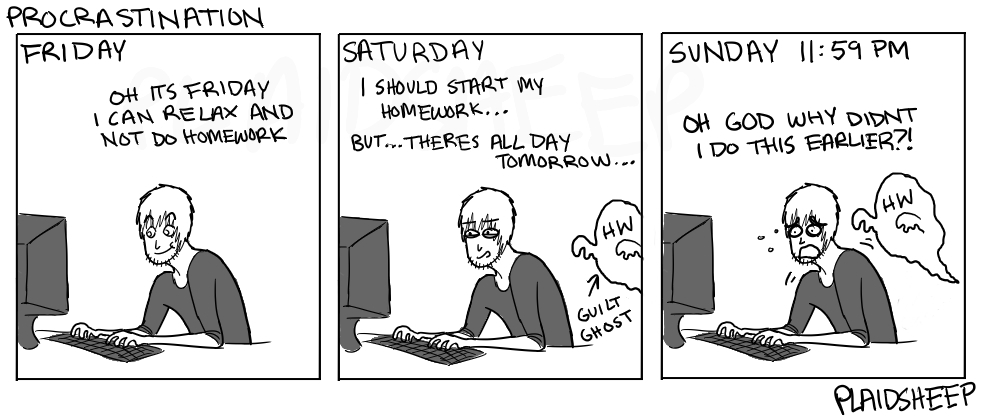 PROCRASTINATION
FRIDAY
OH ITS FRIDAY
I CAN RELAX AND
NOT DO HOMEWORK
SATURDAY
I SHOULD START MY
HOMEWORK...
BUT...THERES ALL DAY
TOMORROW...
HW
GUILT
GHOST
SUNDAY 11:59 PM
OH GOD WHY DIDNT
I DO THIS EARLIER?!
HW
PLAIDSHEEP